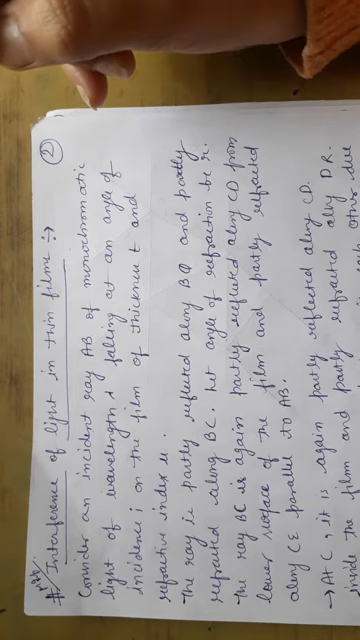 ②
# Interference of light in thin films :→
Consider an incident ray AB of monochromatic
light of wavelength λ falling at an angle of
incidence i on the film of thickness t and
refractive index u.
The ray is partly reflected along BQ and partly
refracted along BC. Let angle of refraction be r.
The ray BC is again partly reflected along CD from
lower surface of the film and partly refracted
along CE parallel to AB.
→ At C, it is again partly reflected along CD.
inside the film and partly refracted along DR.